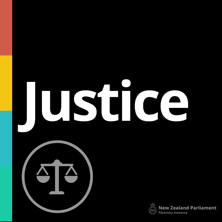 Justice
New Zealand Parliament
Pāremata Aotearoa